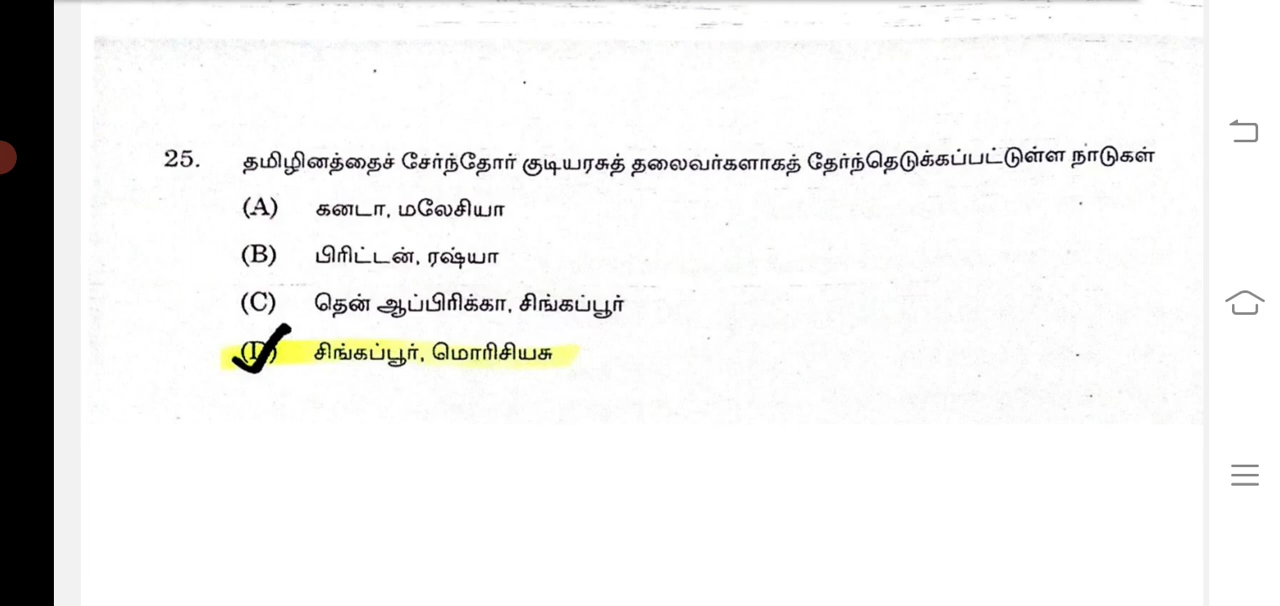 25. தமிழினத்தைச் சேர்ந்தோர் குடியரசுத் தலைவர்களாகத் தேர்ந்தெடுக்கப்பட்டுள்ள நாடுகள்
(A) கனடா, மலேசியா
(B) பிரிட்டன், ரஷ்யா
(C) தென் ஆப்பிரிக்கா, சிங்கப்பூர்
(D) சிங்கப்பூர், மொரிசியசு